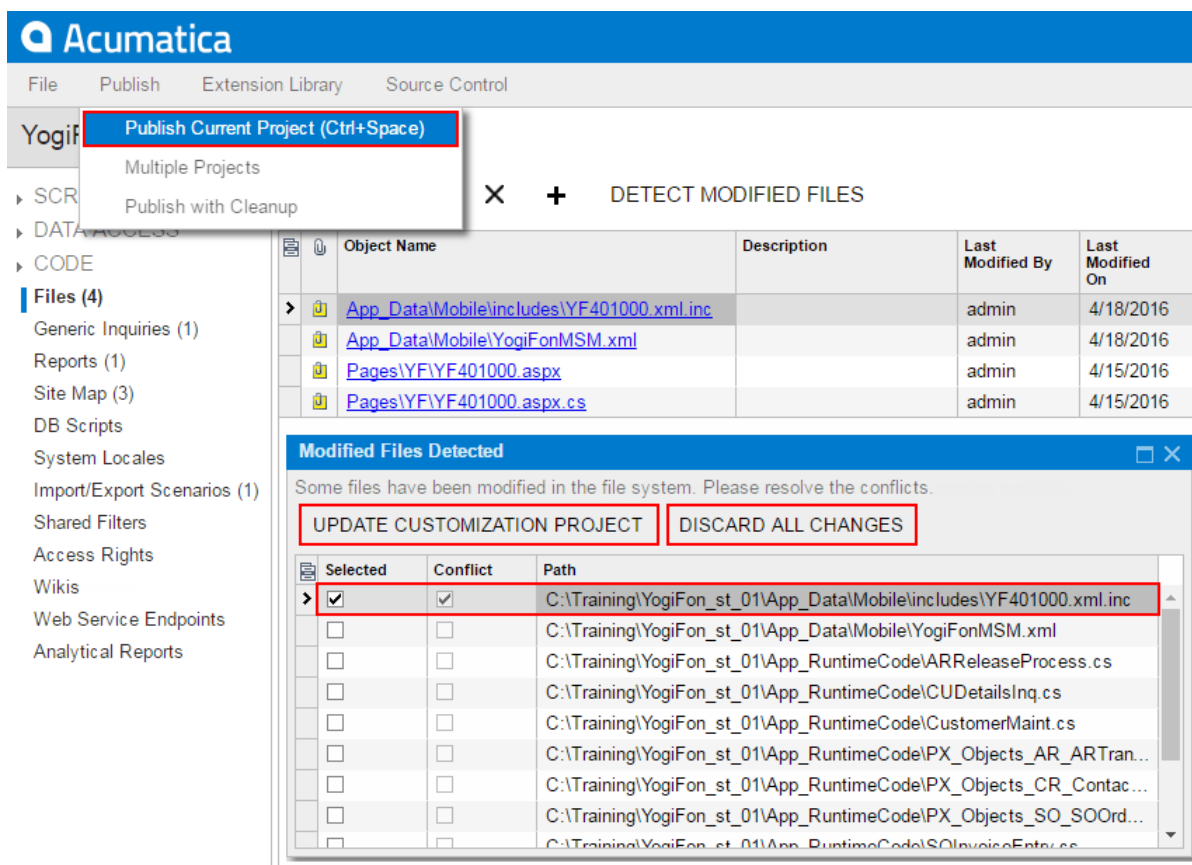 Acumatica
File Publish Extension Library Source Control
Publish Current Project (Ctrl+Space)
Multiple Projects
Publish with Cleanup
YogiF
DETECT MODIFIED FILES
SCR
DATA ACCESS
CODE
Files (4)
Generic Inquiries (1)
Reports (1)
Site Map (3)
DB Scripts
System Locales
Import/Export Scenarios (1)
Shared Filters
Access Rights
Wikis
Web Service Endpoints
Analytical Reports
Object Name Description Last Modified By Last Modified On
App_Data\Mobile\includes\YF401000.xml.inc admin 4/18/2016
App_Data\Mobile\YogiFonMSM.xml admin 4/18/2016
Pages\YF\YF401000.aspx admin 4/15/2016
Pages\YF\YF401000.aspx.cs admin 4/15/2016
Modified Files Detected
Some files have been modified in the file system. Please resolve the conflicts.
UPDATE CUSTOMIZATION PROJECT DISCARD ALL CHANGES
Selected Conflict Path
C:\Training\YogiFon_st_01\App_Data\Mobile\includes\YF401000.xml.inc
C:\Training\YogiFon_st_01\App_Data\Mobile\YogiFonMSM.xml
C:\Training\YogiFon_st_01\App_RuntimeCode\ARReleaseProcess.cs
C:\Training\YogiFon_st_01\App_RuntimeCode\CUDetailsInq.cs
C:\Training\YogiFon_st_01\App_RuntimeCode\CustomerMaint.cs
C:\Training\YogiFon_st_01\App_RuntimeCode\PX_Objects_AR_ARTran...
C:\Training\YogiFon_st_01\App_RuntimeCode\PX_Objects_CR_Contac...
C:\Training\YogiFon_st_01\App_RuntimeCode\PX_Objects_SO_SOOrd...
C:\Training\YogiFon_st_01\App_RuntimeCode\SOInvoiceEntry.cs